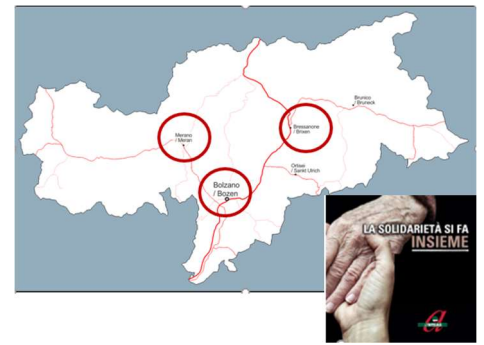 Brunico
/ Bruneck
Bressanone
/ Brixen
Merano
/ Meran
Ortisei
/ Sankt Ulrich
Bolzano
/ Bozen
LA SOLIDARIETÀ SI FA
INSIEME